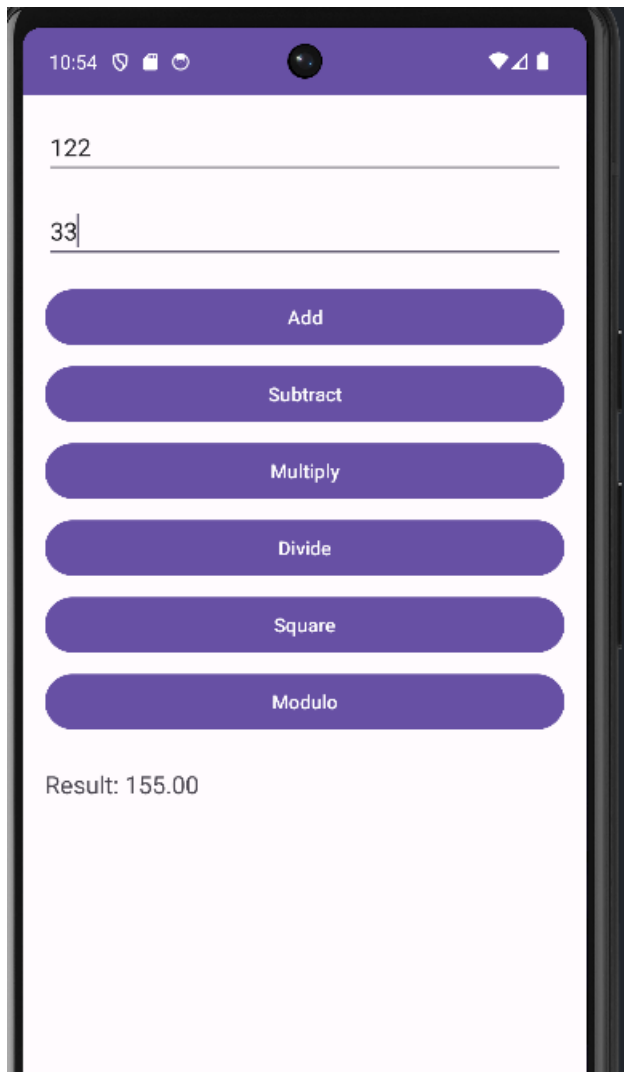 10:54
122
33
Add
Subtract
Multiply
Divide
Square
Modulo
Result: 155.00